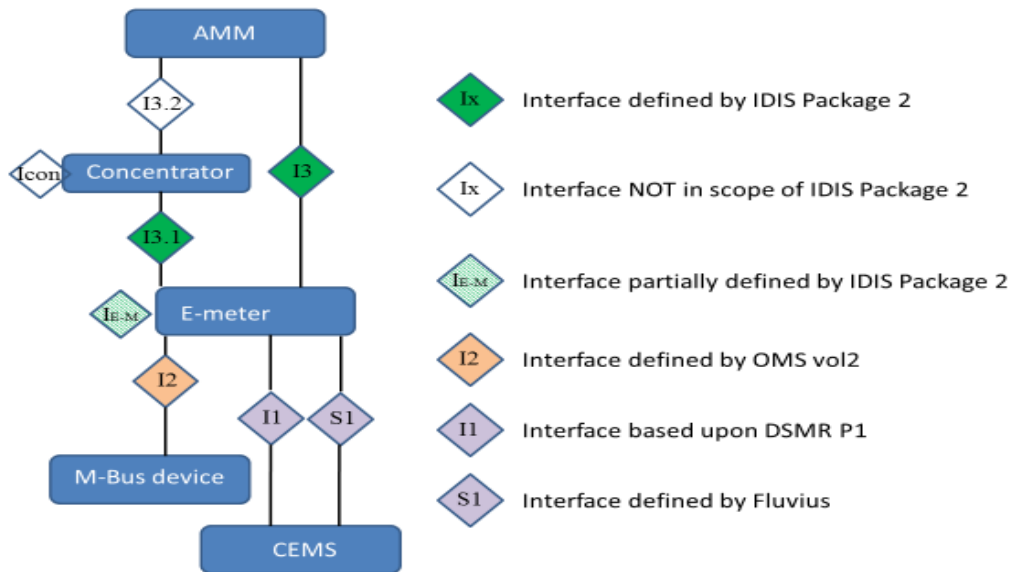 AMM
I3.2
Icon
Concentrator
I3
I3.1
IE-M
E-meter
I2
I1
S1
M-Bus device
CEMS
Ix Interface defined by IDIS Package 2
Ix Interface NOT in scope of IDIS Package 2
IE-M Interface partially defined by IDIS Package 2
I2 Interface defined by OMS vol2
I1 Interface based upon DSMR P1
S1 Interface defined by Fluvius